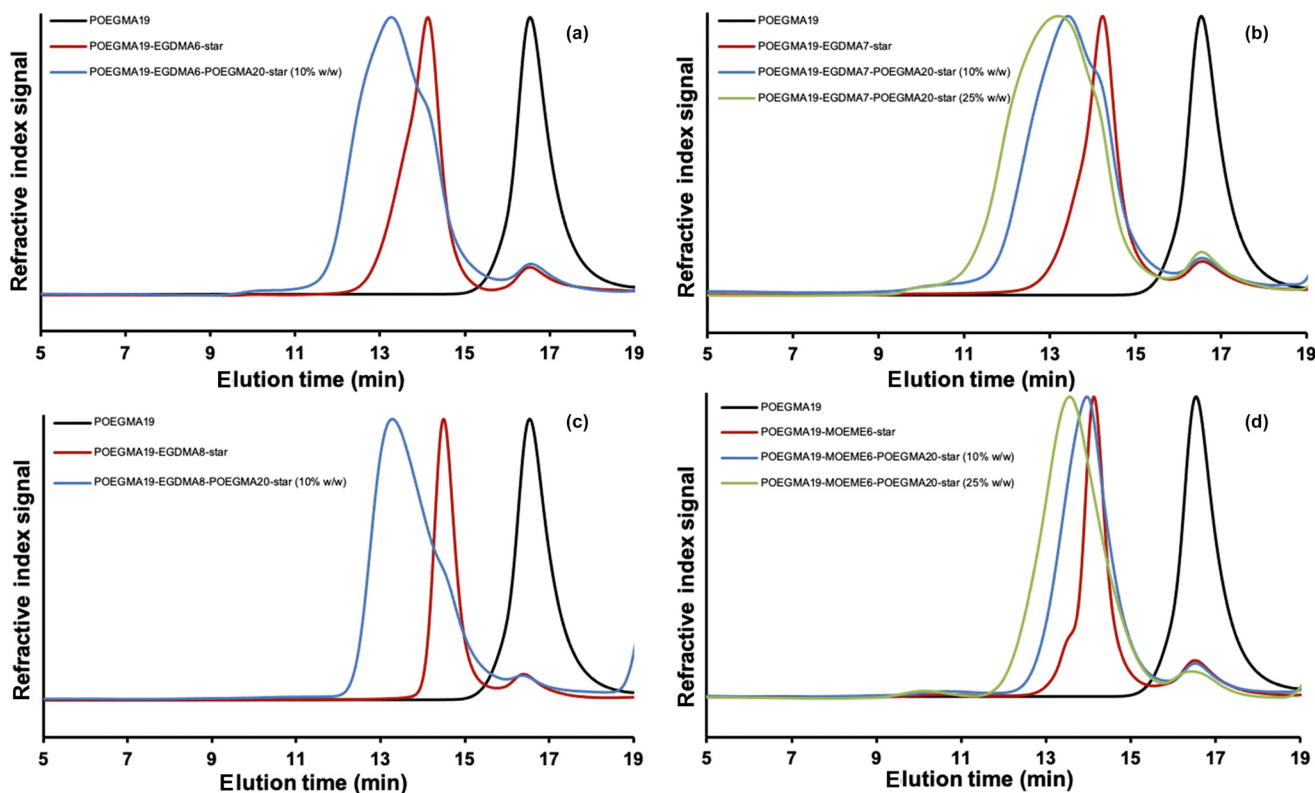 POEGMA19
(a)
POEGMA19-EGDMA6-star
POEGMA19-EGDMA6-POEGMA20-star (10% w/w)
Refractive index signal
5 7 9 11 13 15 17 19
Elution time (min)
POEGMA19
(b)
POEGMA19-EGDMA7-star
POEGMA19-EGDMA7-POEGMA20-star (10% w/w)
POEGMA19-EGDMA7-POEGMA20-star (25% w/w)
Refractive index signal
5 7 9 11 13 15 17 19
Elution time (min)
POEGMA19
(c)
POEGMA19-EGDMA8-star
POEGMA19-EGDMA8-POEGMA20-star (10% w/w)
Refractive index signal
5 7 9 11 13 15 17 19
Elution time (min)
POEGMA19
(d)
POEGMA19-MOEME6-star
POEGMA19-MOEME6-POEGMA20-star (10% w/w)
POEGMA19-MOEME6-POEGMA20-star (25% w/w)
Refractive index signal
5 7 9 11 13 15 17 19
Elution time (min)